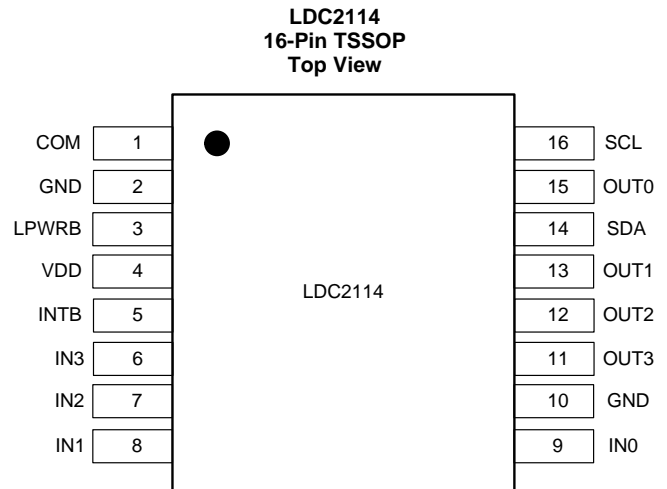 LDC2114
16-Pin TSSOP
Top View
COM 1 16 SCL
GND 2 15 OUT0
LPWRB 3 14 SDA
VDD 4 13 OUT1
LDC2114
INTB 5 12 OUT2
IN3 6 11 OUT3
IN2 7 10 GND
IN1 8 9 IN0